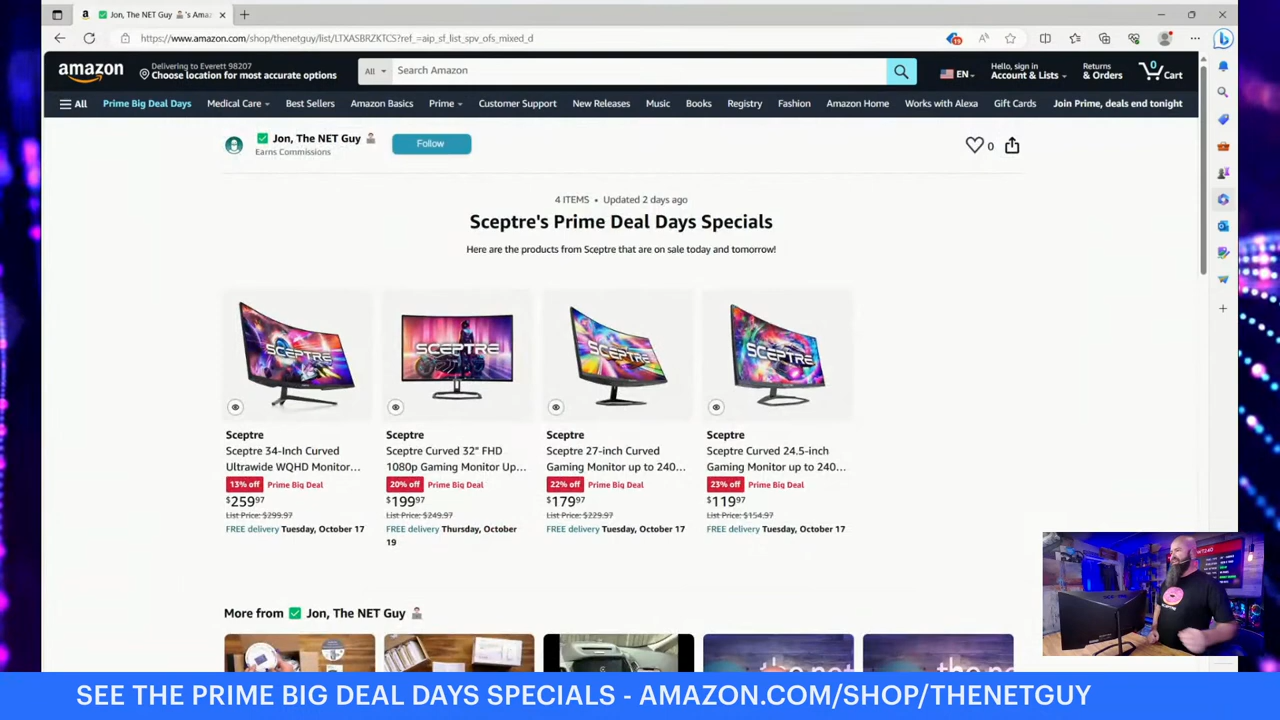 Jon, The NET Guy 's Ama
https://www.amazon.com/shop/thenetguy/list/LTXASBRZKTCS?ref_=aip_sf_list_spv_ofs_mixed_d
19
amazon
Delivering to Everett 98207
Choose location for most accurate options
All
Search Amazon
EN
Hello, sign in
Account & Lists
Returns
& Orders
0
Cart
All
Prime Big Deal Days
Medical Care
Best Sellers
Amazon Basics
Prime
Customer Support
New Releases
Music
Books
Registry
Fashion
Amazon Home
Works with Alexa
Gift Cards
Join Prime, deals end tonight
Jon, The NET Guy
Earns Commissions
Follow
0
4 ITEMS • Updated 2 days ago
Sceptre's Prime Deal Days Specials
Here are the products from Sceptre that are on sale today and tomorrow!
SCEPTRE
SCEPTRE
SCEPTRE
SCEPTRE
Sceptre
Sceptre 34-Inch Curved
Ultrawide WQHD Monitor...
13% off Prime Big Deal
$259.97
List Price: $299.97
FREE delivery Tuesday, October 17
Sceptre
Sceptre Curved 32" FHD
1080p Gaming Monitor Up...
20% off Prime Big Deal
$199.97
List Price: $249.97
FREE delivery Thursday, October
19
Sceptre
Sceptre 27-inch Curved
Gaming Monitor up to 240...
22% off Prime Big Deal
$179.97
List Price: $229.97
FREE delivery Tuesday, October 17
Sceptre
Sceptre Curved 24.5-inch
Gaming Monitor up to 240...
23% off Prime Big Deal
$119.97
List Price: $154.97
FREE delivery Tuesday, October 17
More from Jon, The NET Guy
SEE THE PRIME BIG DEAL DAYS SPECIALS - AMAZON.COM/SHOP/THENETGUY